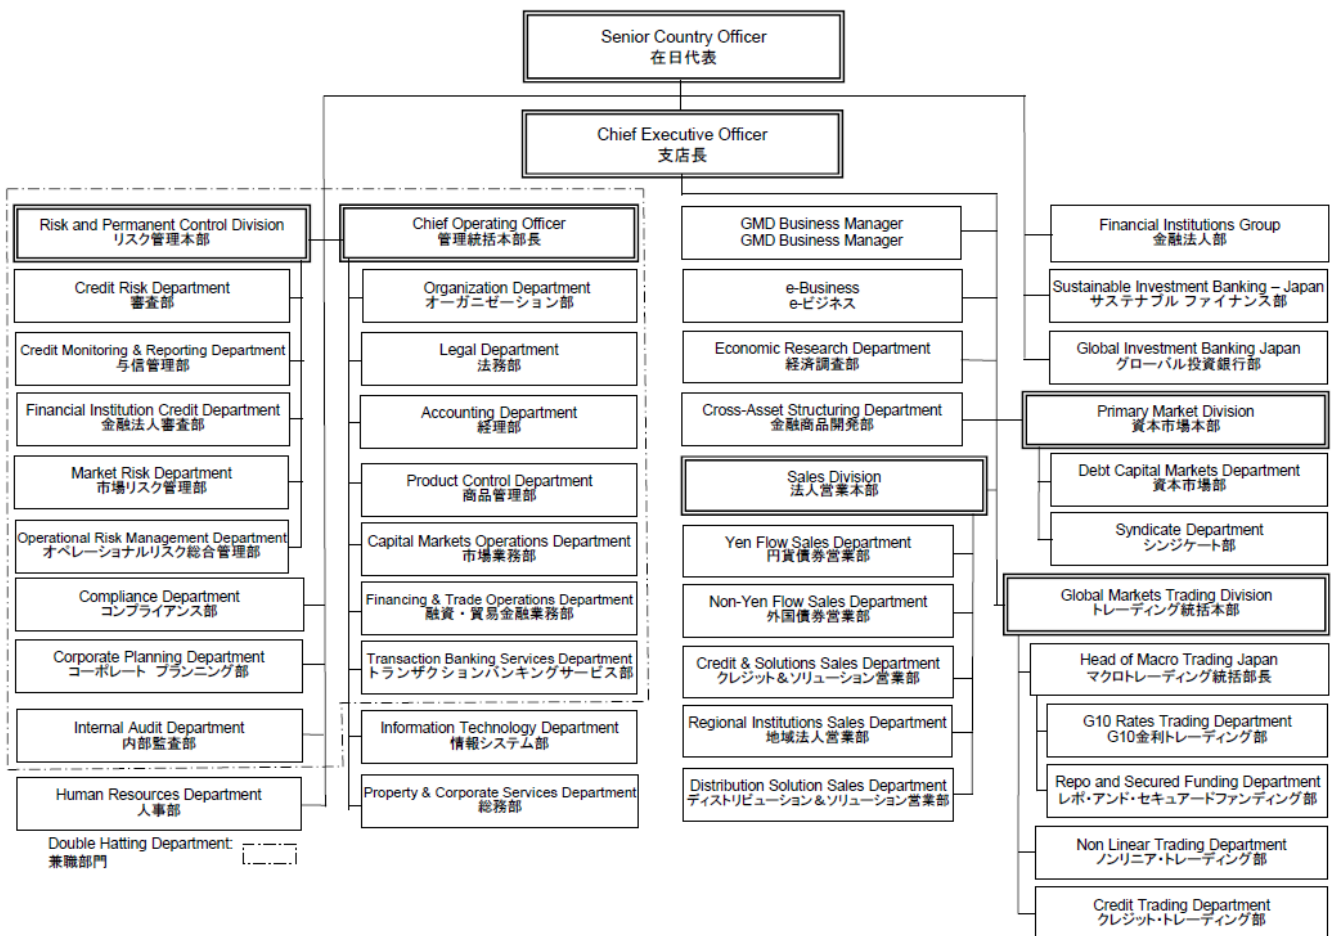 Senior Country Officer
在日代表
Chief Executive Officer
支店長
Risk and Permanent Control Division
リスク管理本部
Credit Risk Department
審査部
Credit Monitoring & Reporting Department
与信管理部
Financial Institution Credit Department
金融法人審査部
Market Risk Department
市場リスク管理部
Operational Risk Management Department
オペレーショナルリスク総合管理部
Compliance Department
コンプライアンス部
Corporate Planning Department
コーポレート プランニング部
Internal Audit Department
内部監査部
Human Resources Department
人事部
Double Hatting Department:
兼職部門
Chief Operating Officer
管理統括本部長
Organization Department
オーガニゼーション部
Legal Department
法務部
Accounting Department
経理部
Product Control Department
商品管理部
Capital Markets Operations Department
市場業務部
Financing & Trade Operations Department
融資・貿易金融業務部
Transaction Banking Services Department
トランザクションバンキングサービス部
Information Technology Department
情報システム部
Property & Corporate Services Department
総務部
GMD Business Manager
GMD Business Manager
e-Business
e-ビジネス
Economic Research Department
経済調査部
Cross-Asset Structuring Department
金融商品開発部
Sales Division
法人営業本部
Yen Flow Sales Department
円貨債券営業部
Non-Yen Flow Sales Department
外国債券営業部
Credit & Solutions Sales Department
クレジット＆ソリューション営業部
Regional Institutions Sales Department
地域法人営業部
Distribution Solution Sales Department
ディストリビューション＆ソリューション営業部
Financial Institutions Group
金融法人部
Sustainable Investment Banking – Japan
サステナブル ファイナンス部
Global Investment Banking Japan
グローバル投資銀行部
Primary Market Division
資本市場本部
Debt Capital Markets Department
資本市場部
Syndicate Department
シンジケート部
Global Markets Trading Division
トレーディング統括本部
Head of Macro Trading Japan
マクロトレーディング統括部長
G10 Rates Trading Department
G10金利トレーディング部
Repo and Secured Funding Department
レポ・アンド・セキュアードファンディング部
Non Linear Trading Department
ノンリニア・トレーディング部
Credit Trading Department
クレジット・トレーディング部